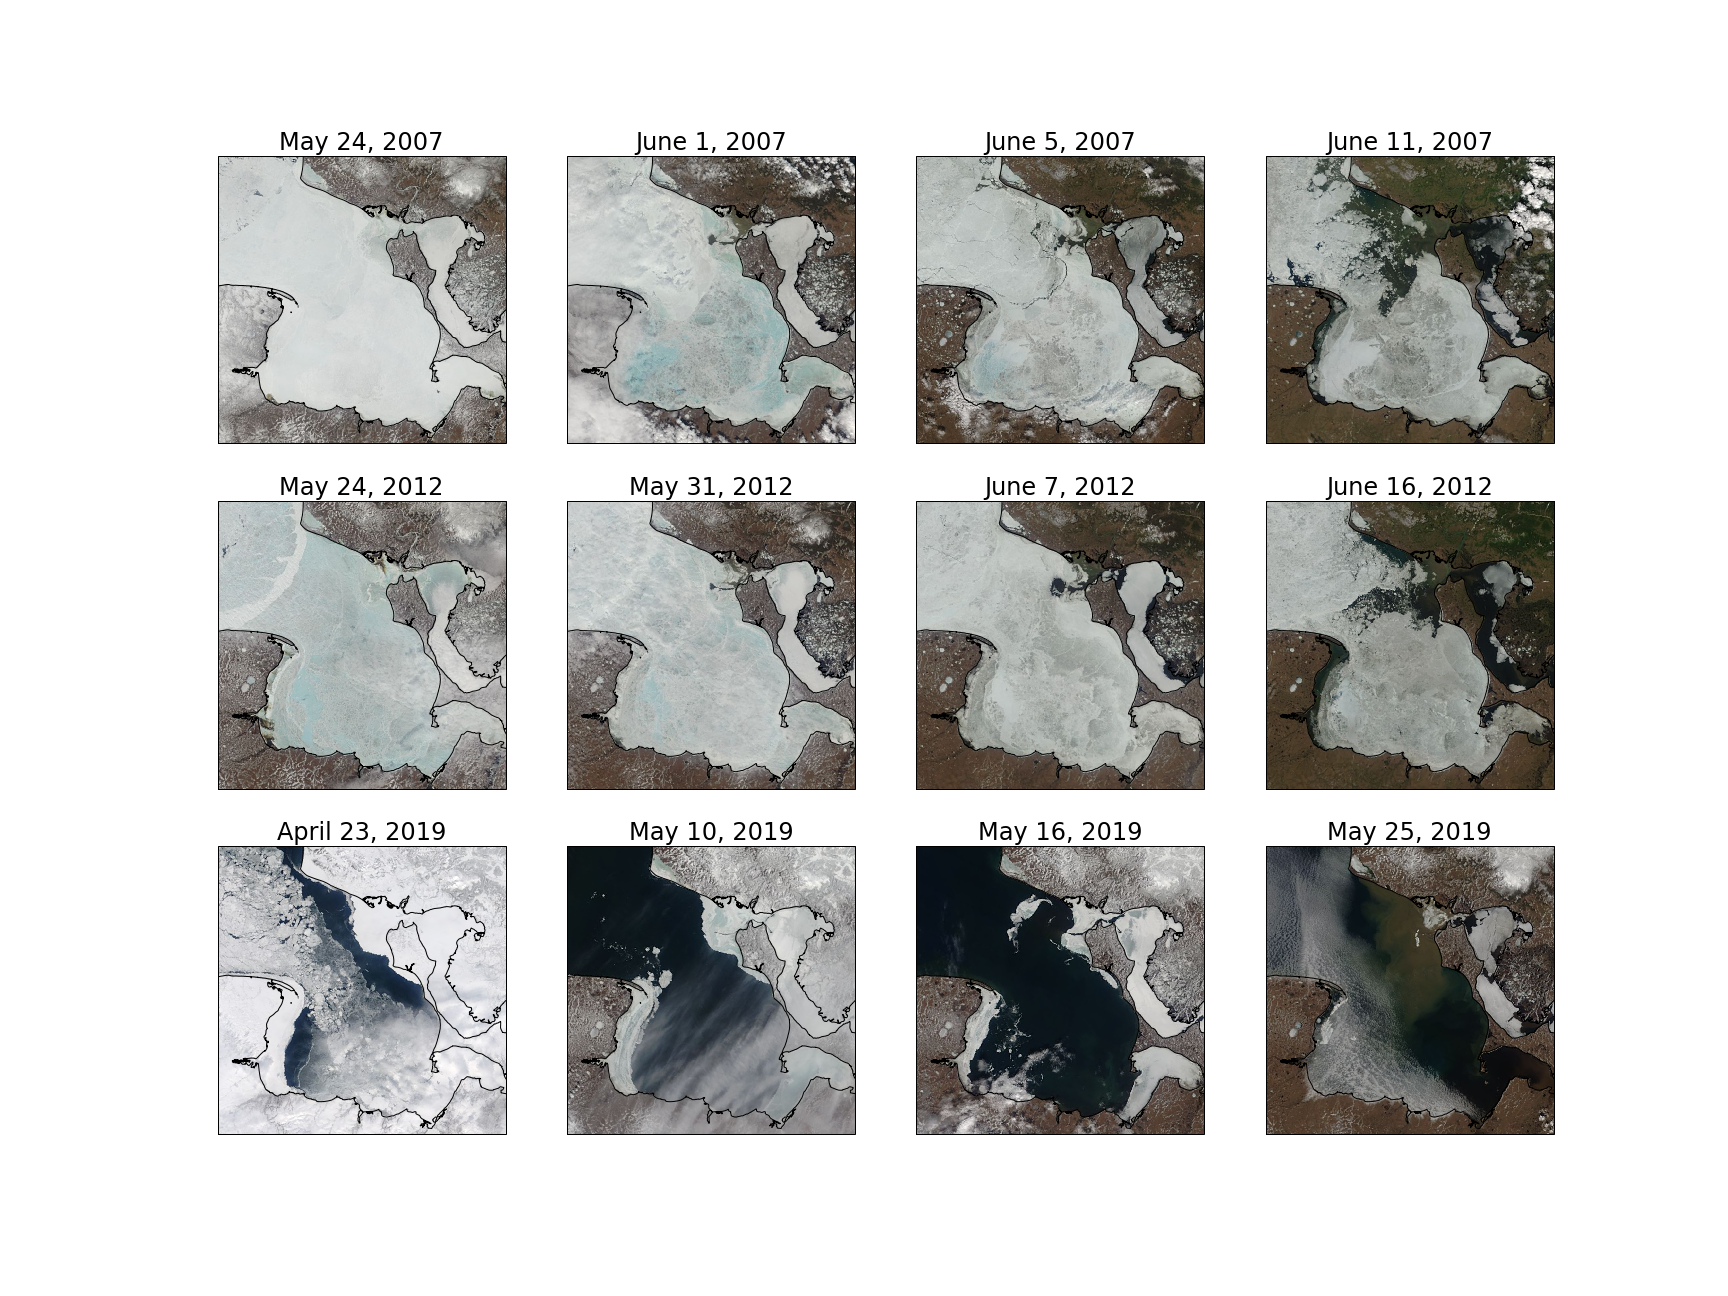 May 24, 2007
June 1, 2007
June 5, 2007
June 11, 2007
May 24, 2012
May 31, 2012
June 7, 2012
June 16, 2012
April 23, 2019
May 10, 2019
May 16, 2019
May 25, 2019